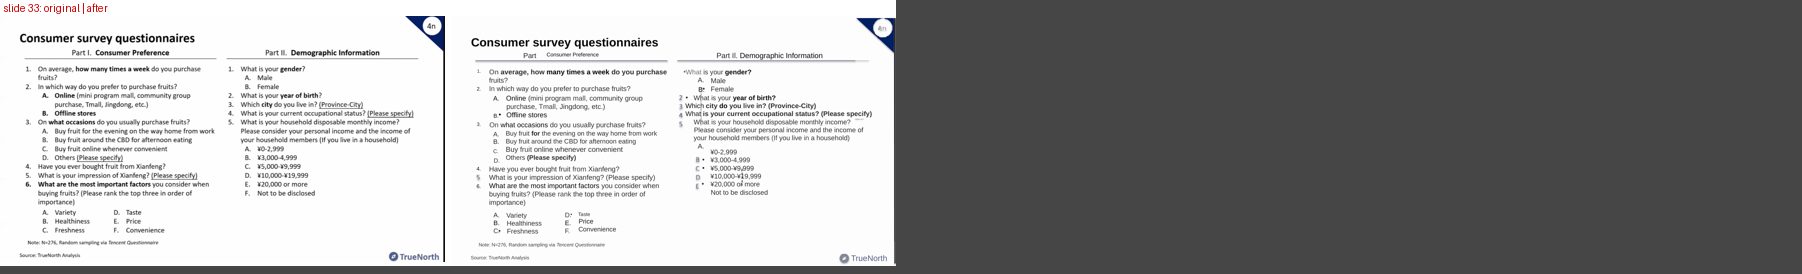 slide 33: original | after
4n
Consumer survey questionnaires
Part I. Consumer Preference
1. On average, how many times a week do you purchase
fruits?
2. In which way do you prefer to purchase fruits?
A. Online (mini program mall, community group
purchase, Tmall, Jingdong, etc.)
B. Offline stores
3. On what occasions do you usually purchase fruits?
A. Buy fruit for the evening on the way home from work
B. Buy fruit around the CBD for afternoon eating
C. Buy fruit online whenever convenient
D. Others (Please specify)
4. Have you ever bought fruit from Xianfeng?
5. What is your impression of Xianfeng? (Please specify)
6. What are the most important factors you consider when
buying fruits? (Please rank the top three in order of
importance)
A. Variety D. Taste
B. Healthiness E. Price
C. Freshness F. Convenience
Part II. Demographic Information
1. What is your gender?
A. Male
B. Female
2. What is your year of birth?
3. Which city do you live in? (Province-City)
4. What is your current occupational status? (Please specify)
5. What is your household disposable monthly income?
Please consider your personal income and the income of
your household members (If you live in a household)
A. ¥0-2,999
B. ¥3,000-4,999
C. ¥5,000-¥9,999
D. ¥10,000-¥19,999
E. ¥20,000 or more
F. Not to be disclosed
Note: N=276, Random sampling via Tencent Questionnaire
Source: TrueNorth Analysis
TrueNorth
4n
Consumer survey questionnaires
Part Consumer Preference
1. On average, how many times a week do you purchase
fruits?
2. In which way do you prefer to purchase fruits?
A. Online (mini program mall, community group
purchase, Tmall, Jingdong, etc.)
B.• Offline stores
3. On what occasions do you usually purchase fruits?
A. Buy fruit for the evening on the way home from work
B. Buy fruit around the CBD for afternoon eating
C. Buy fruit online whenever convenient
D. Others (Please specify)
4. Have you ever bought fruit from Xianfeng?
5. What is your impression of Xianfeng? (Please specify)
6. What are the most important factors you consider when
buying fruits? (Please rank the top three in order of
importance)
A. Variety D• Taste
B. Healthiness E. Price
C• Freshness F. Convenience
Part II. Demographic Information
•What is your gender?
A. Male
B• Female
2 • What is your year of birth?
3 Which city do you live in? (Province-City)
4 What is your current occupational status? (Please specify)
5 What is your household disposable monthly income?
Please consider your personal income and the income of
your household members (If you live in a household)
A.
¥0-2,999
B • ¥3,000-4,999
C • ¥5,000-¥9,999
D ¥10,000-¥19,999
E • ¥20,000 or more
Not to be disclosed
Note: N=276, Random sampling via Tencent Questionnaire
Source: TrueNorth Analysis
TrueNorth